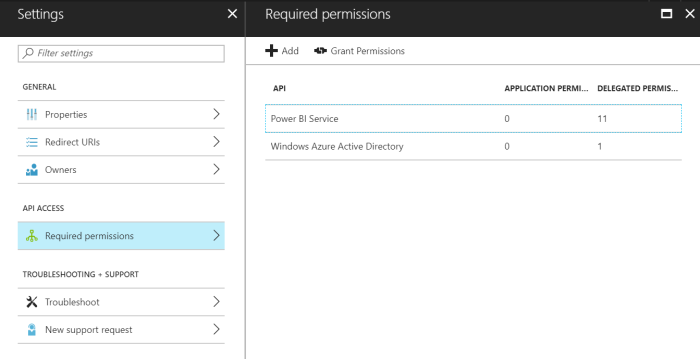 Settings
Filter settings
GENERAL
Properties
Redirect URIs
Owners
API ACCESS
Required permissions
TROUBLESHOOTING + SUPPORT
Troubleshoot
New support request
Required permissions
Add Grant Permissions
API APPLICATION PERMI... DELEGATED PERMIS...
Power BI Service 0 11
Windows Azure Active Directory 0 1